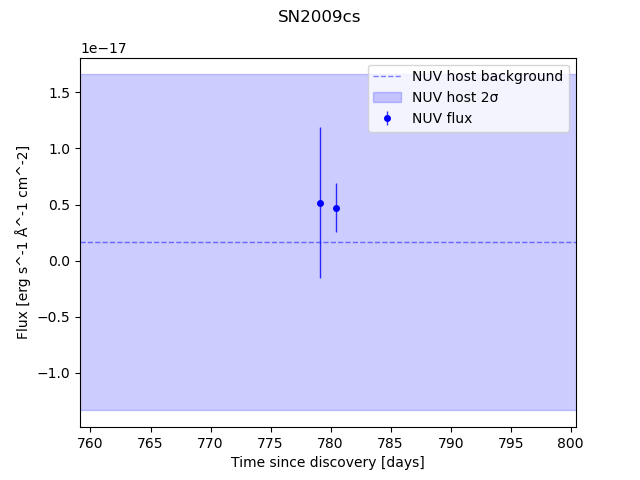 SN2009cs
1e−17
NUV host background
NUV host 2σ
NUV flux
1.5
1.0
0.5
0.0
−0.5
−1.0
Flux [erg s^-1 Å^-1 cm^-2]
760 765 770 775 780 785 790 795 800
Time since discovery [days]